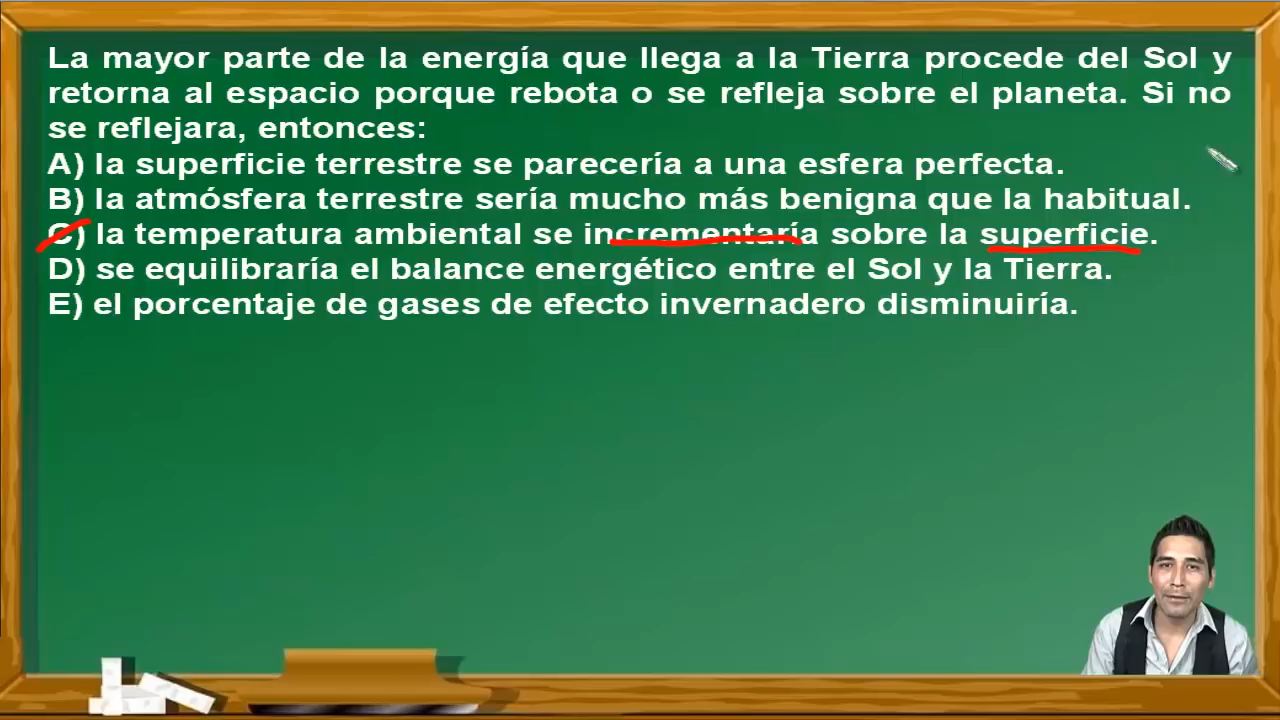 La mayor parte de la energía que llega a la Tierra procede del Sol y
retorna al espacio porque rebota o se refleja sobre el planeta. Si no
se reflejara, entonces:
A) la superficie terrestre se parecería a una esfera perfecta.
B) la atmósfera terrestre sería mucho más benigna que la habitual.
C) la temperatura ambiental se incrementaría sobre la superficie.
D) se equilibraría el balance energético entre el Sol y la Tierra.
E) el porcentaje de gases de efecto invernadero disminuiría.